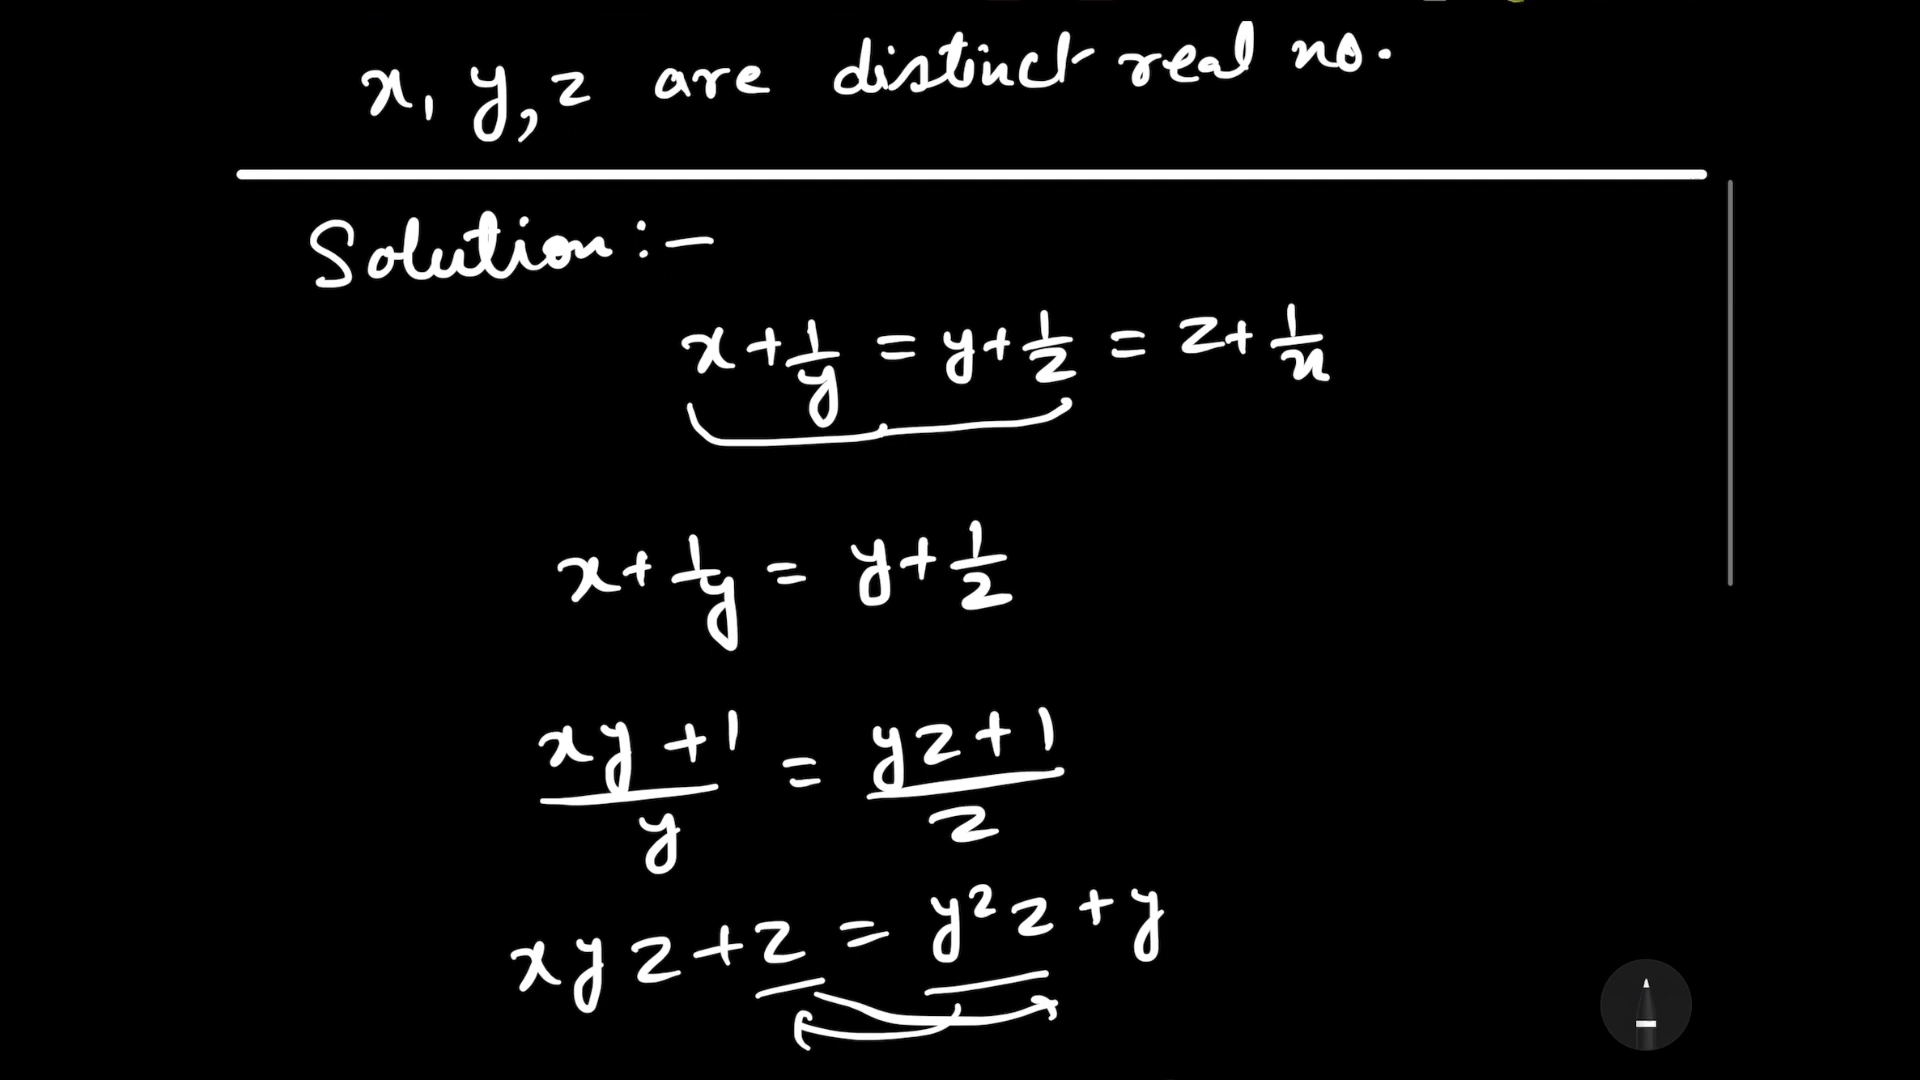 x, y, z are distinct real no.
Solution :-
x + 1/y = y + 1/z = z + 1/x
x + 1/y = y + 1/z
(xy + 1)/y = (yz + 1)/z
xyz + z = y²z + y